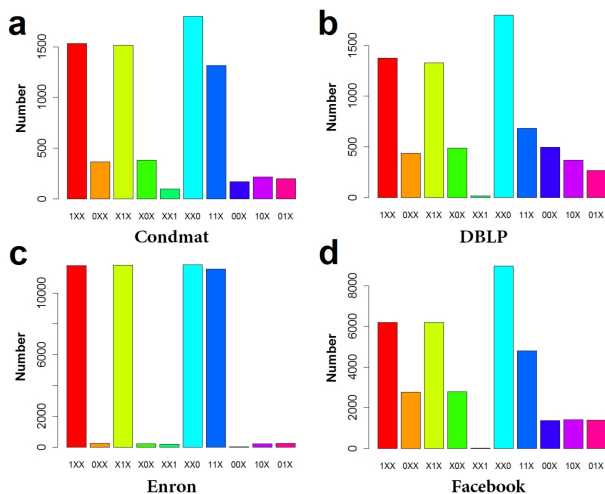 a
Number
0 500 1000 1500
1XX 0XX X1X X0X XX1 XX0 11X 00X 10X 01X
Condmat
b
Number
0 500 1000 1500
1XX 0XX X1X X0X XX1 XX0 11X 00X 10X 01X
DBLP
c
Number
0 2000 6000 10000
1XX 0XX X1X X0X XX1 XX0 11X 00X 10X 01X
Enron
d
Number
0 2000 4000 6000 8000
1XX 0XX X1X X0X XX1 XX0 11X 00X 10X 01X
Facebook